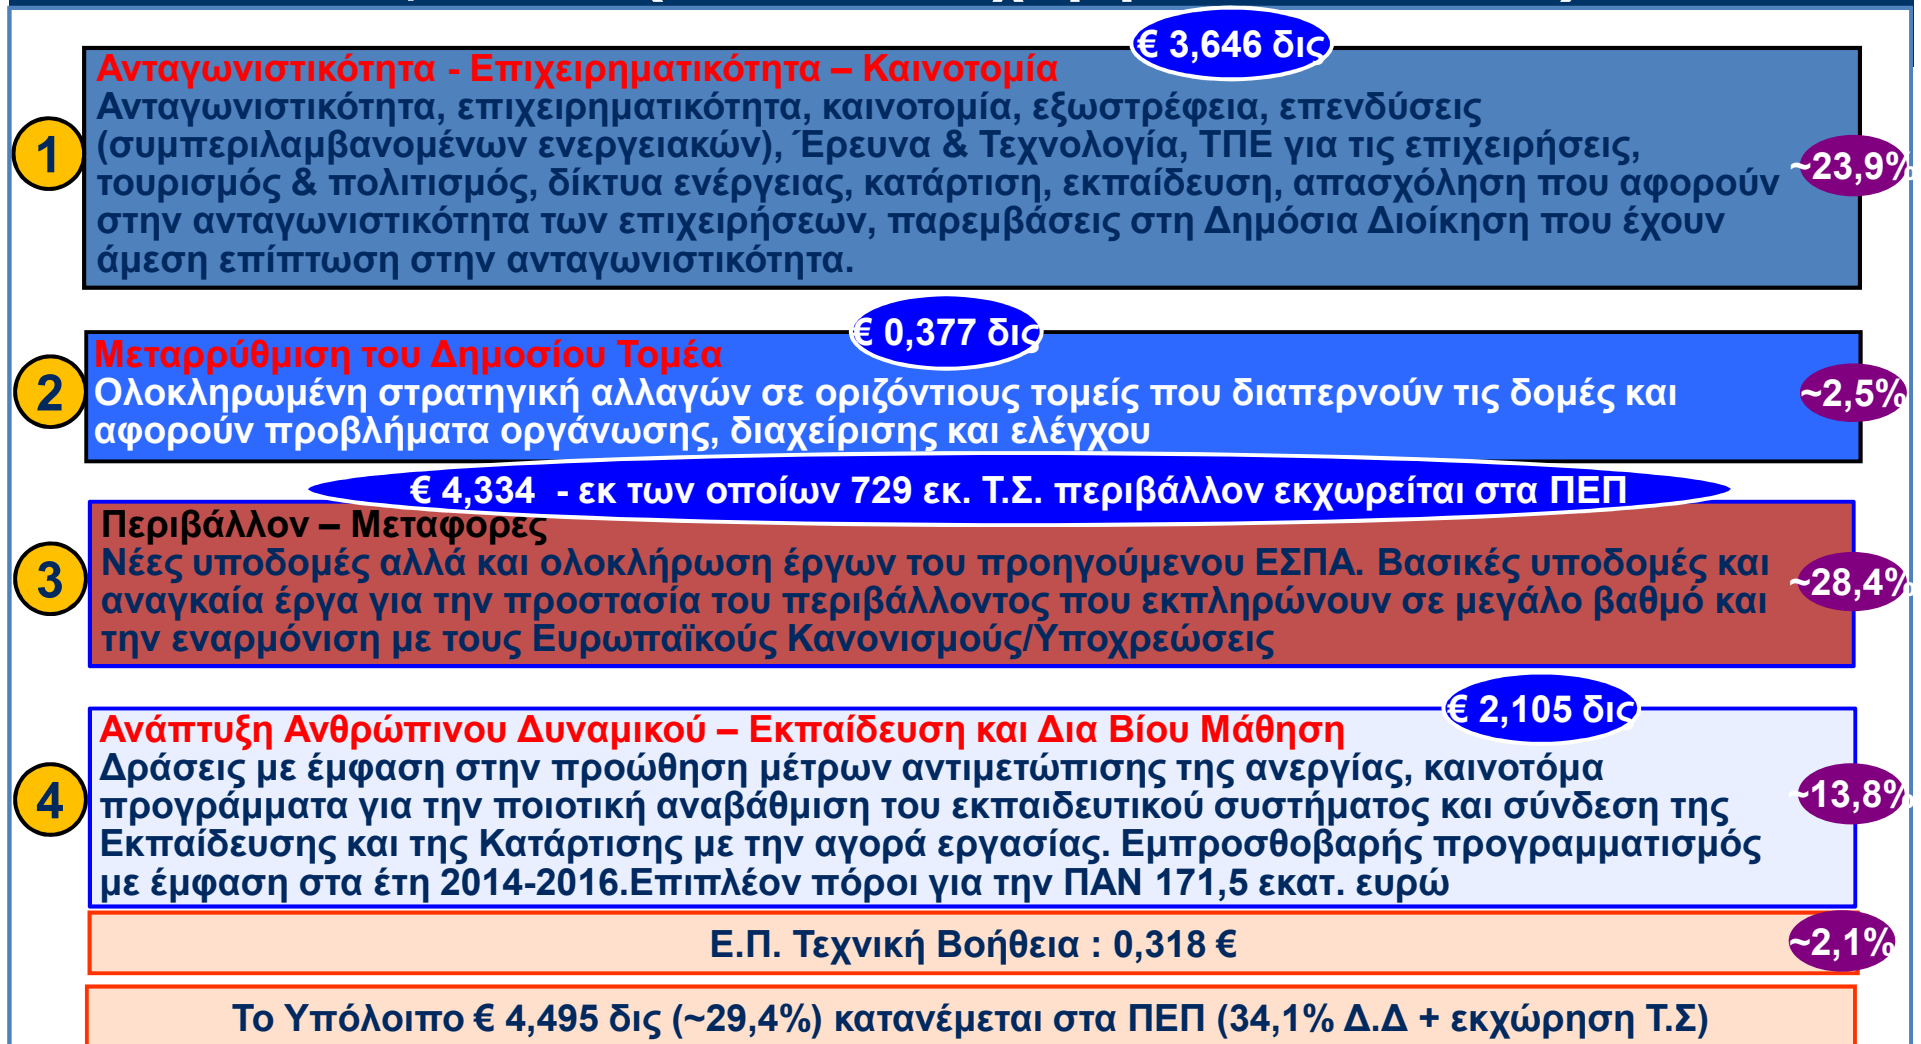 € 3,646 δις
Ανταγωνιστικότητα - Επιχειρηματικότητα – Καινοτομία
Ανταγωνιστικότητα, επιχειρηματικότητα, καινοτομία, εξωστρέφεια, επενδύσεις
1
(συμπεριλαμβανομένων ενεργειακών), Έρευνα & Τεχνολογία, ΤΠΕ για τις επιχειρήσεις,
~23,9%
τουρισμός & πολιτισμός, δίκτυα ενέργειας, κατάρτιση, εκπαίδευση, απασχόληση που αφορούν
στην ανταγωνιστικότητα των επιχειρήσεων, παρεμβάσεις στη Δημόσια Διοίκηση που έχουν
άμεση επίπτωση στην ανταγωνιστικότητα.
€ 0,377 δις
Μεταρρύθμιση του Δημοσίου Τομέα
2
Ολοκληρωμένη στρατηγική αλλαγών σε οριζόντιους τομείς που διαπερνούν τις δομές και
~2,5%
αφορούν προβλήματα οργάνωσης, διαχείρισης και ελέγχου
€ 4,334 - εκ των οποίων 729 εκ. Τ.Σ. περιβάλλον εκχωρείται στα ΠΕΠ
Περιβάλλον – Μεταφορές
Νέες υποδομές αλλά και ολοκλήρωση έργων του προηγούμενου ΕΣΠΑ. Βασικές υποδομές και
3
~28,4%
αναγκαία έργα για την προστασία του περιβάλλοντος που εκπληρώνουν σε μεγάλο βαθμό και
την εναρμόνιση με τους Ευρωπαϊκούς Κανονισμούς/Υποχρεώσεις
€ 2,105 δις
Ανάπτυξη Ανθρώπινου Δυναμικού – Εκπαίδευση και Δια Βίου Μάθηση
Δράσεις με έμφαση στην προώθηση μέτρων αντιμετώπισης της ανεργίας, καινοτόμα
4
προγράμματα για την ποιοτική αναβάθμιση του εκπαιδευτικού συστήματος και σύνδεση της
~13,8%
Εκπαίδευσης και της Κατάρτισης με την αγορά εργασίας. Εμπροσθοβαρής προγραμματισμός
με έμφαση στα έτη 2014-2016.Επιπλέον πόροι για την ΠΑΝ 171,5 εκατ. ευρώ
Ε.Π. Τεχνική Βοήθεια : 0,318 €
~2,1%
Το Υπόλοιπο € 4,495 δις (~29,4%) κατανέμεται στα ΠΕΠ (34,1% Δ.Δ + εκχώρηση Τ.Σ)